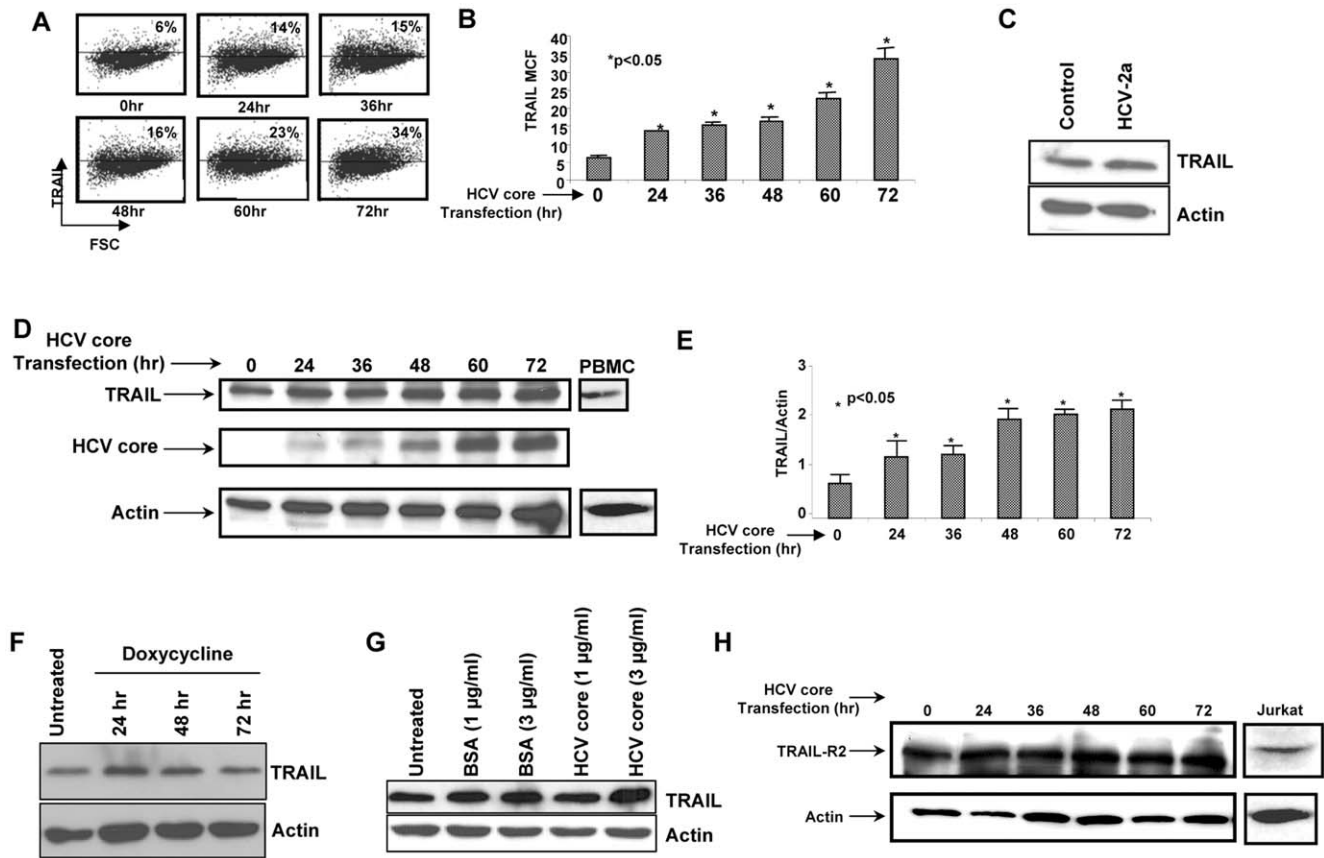 A
6% 14% 15%
0hr 24hr 36hr
16% 23% 34%
48hr 60hr 72hr
TRAIL
FSC
B
*p<0.05
TRAIL MCF
40
35
30
25
20
15
10
5
0
* * * * *
HCV core
Transfection (hr)
0 24 36 48 60 72
C
Control HCV-2a
TRAIL
Actin
D
HCV core
Transfection (hr) 0 24 36 48 60 72 PBMC
TRAIL
HCV core
Actin
E
* p<0.05
TRAIL/Actin
3
2
1
0
* * * * *
HCV core
Transfection (hr)
0 24 36 48 60 72
F
Untreated
Doxycycline
24 hr 48 hr 72 hr
TRAIL
Actin
G
Untreated
BSA (1 µg/ml)
BSA (3 µg/ml)
HCV core (1 µg/ml)
HCV core (3 µg/ml)
TRAIL
Actin
H
HCV core
Transfection (hr) 0 24 36 48 60 72 Jurkat
TRAIL-R2
Actin